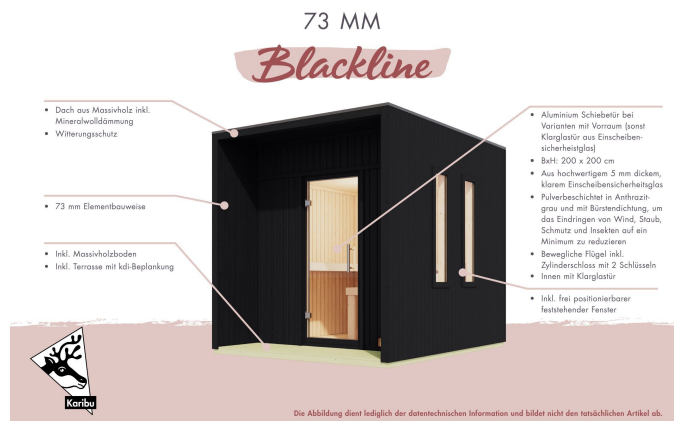 73 MM
Blackline
• Dach aus Massivholz inkl.
Mineralwolldämmung
• Witterungsschutz
• 73 mm Elementbauweise
• Inkl. Massivholzboden
• Inkl. Terrasse mit kdi-Beplankung
• Aluminium Schiebetür bei
Varianten mit Vorraum (sonst
Klarglastür aus Einscheiben-
sicherheistglas)
• BxH: 200 x 200 cm
• Aus hochwertigem 5 mm dickem,
klarem Einscheibensicherheitsglas
• Pulverbeschichtet in Anthrazit-
grau und mit Bürstendichtung, um
das Eindringen von Wind, Staub,
Schmutz und Insekten auf ein
Minimum zu reduzieren
• Bewegliche Flügel inkl.
Zylinderschloss mit 2 Schlüsseln
• Innen mit Klarglastür
• Inkl. frei positionierbarer
feststehender Fenster
Karibu
Die Abbildung dient lediglich der datentechnischen Information und bildet nicht den tatsächlichen Artikel ab.